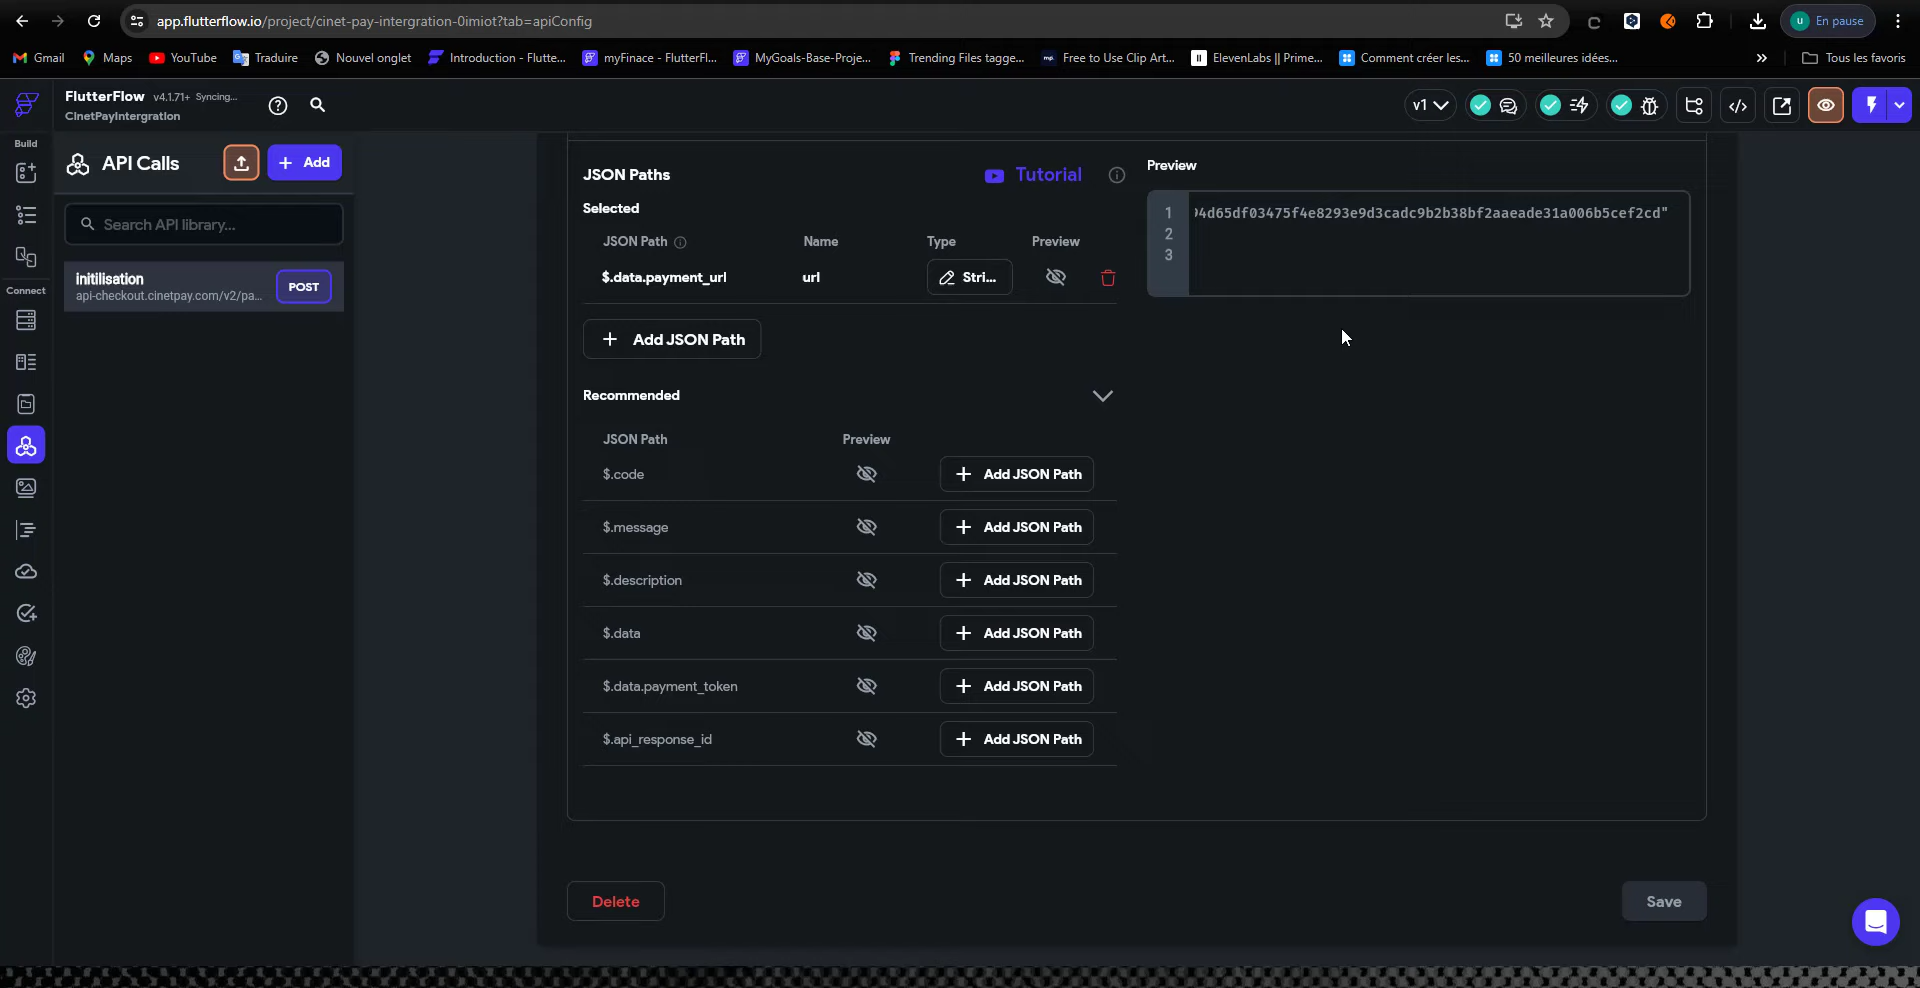 app.flutterflow.io/project/cinet-pay-intergration-0imiot?tab=apiConfig
u En pause
Gmail Maps YouTube Traduire Nouvel onglet Introduction - Flutte... myFinace - FlutterFl... MyGoals-Base-Proje... Trending Files tagge... Free to Use Clip Art... ElevenLabs || Prime... Comment créer les... 50 meilleures idées... » Tous les favoris
FlutterFlow v4.1.71+ Syncing...
CinetPayIntergration
v1
Build
API Calls
+ Add
Search API library...
initilisation
api-checkout.cinetpay.com/v2/pa...
POST
Connect
JSON Paths
Tutorial
Selected
JSON Path Name Type Preview
$.data.payment_url url Stri...
+ Add JSON Path
Recommended
JSON Path Preview
$.code + Add JSON Path
$.message + Add JSON Path
$.description + Add JSON Path
$.data + Add JSON Path
$.data.payment_token + Add JSON Path
$.api_response_id + Add JSON Path
Preview
1 4d65df03475f4e8293e9d3cadc9b2b38bf2aaeade31a006b5cef2cd"
2
3
Delete
Save